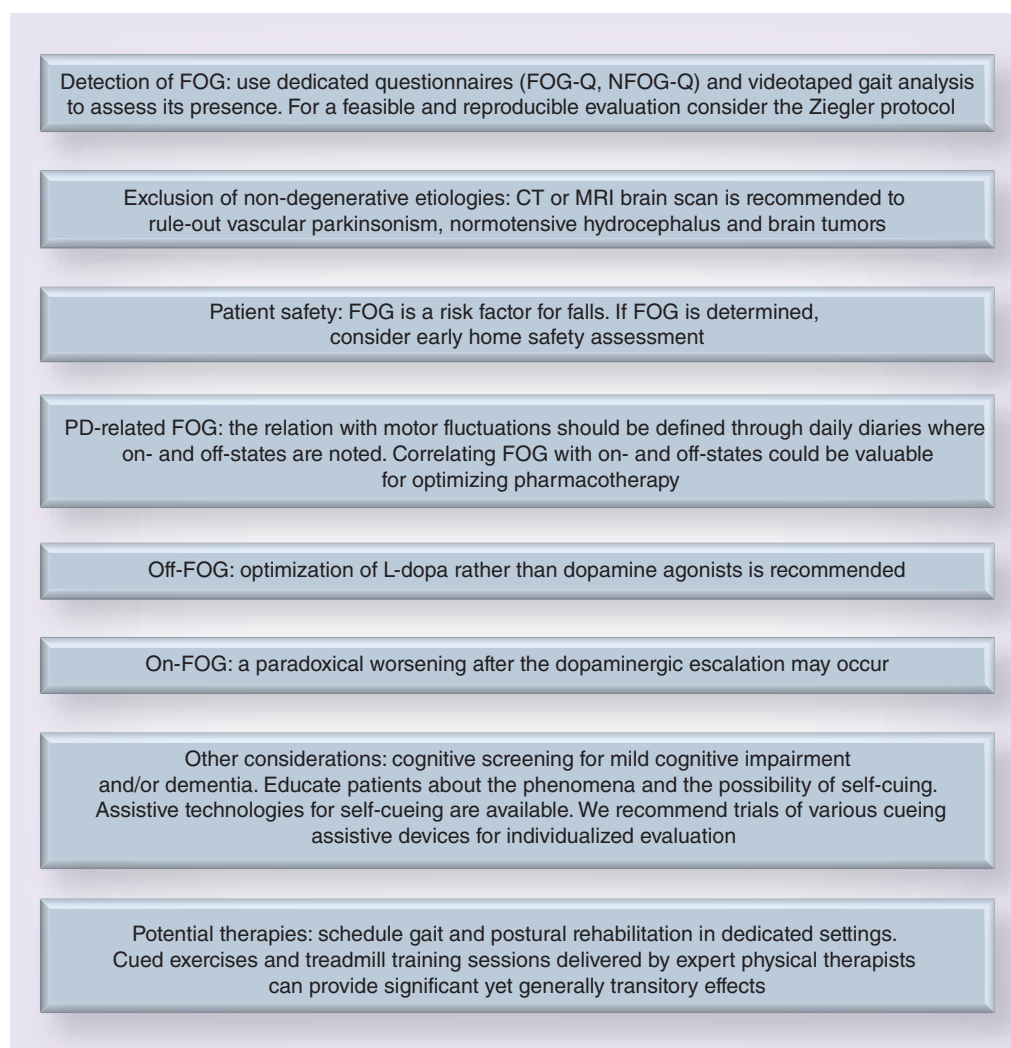 Detection of FOG: use dedicated questionnaires (FOG-Q, NFOG-Q) and videotaped gait analysis
to assess its presence. For a feasible and reproducible evaluation consider the Ziegler protocol
Exclusion of non-degenerative etiologies: CT or MRI brain scan is recommended to
rule-out vascular parkinsonism, normotensive hydrocephalus and brain tumors
Patient safety: FOG is a risk factor for falls. If FOG is determined,
consider early home safety assessment
PD-related FOG: the relation with motor fluctuations should be defined through daily diaries where
on- and off-states are noted. Correlating FOG with on- and off-states could be valuable
for optimizing pharmacotherapy
Off-FOG: optimization of L-dopa rather than dopamine agonists is recommended
On-FOG: a paradoxical worsening after the dopaminergic escalation may occur
Other considerations: cognitive screening for mild cognitive impairment
and/or dementia. Educate patients about the phenomena and the possibility of self-cuing.
Assistive technologies for self-cueing are available. We recommend trials of various cueing
assistive devices for individualized evaluation
Potential therapies: schedule gait and postural rehabilitation in dedicated settings.
Cued exercises and treadmill training sessions delivered by expert physical therapists
can provide significant yet generally transitory effects